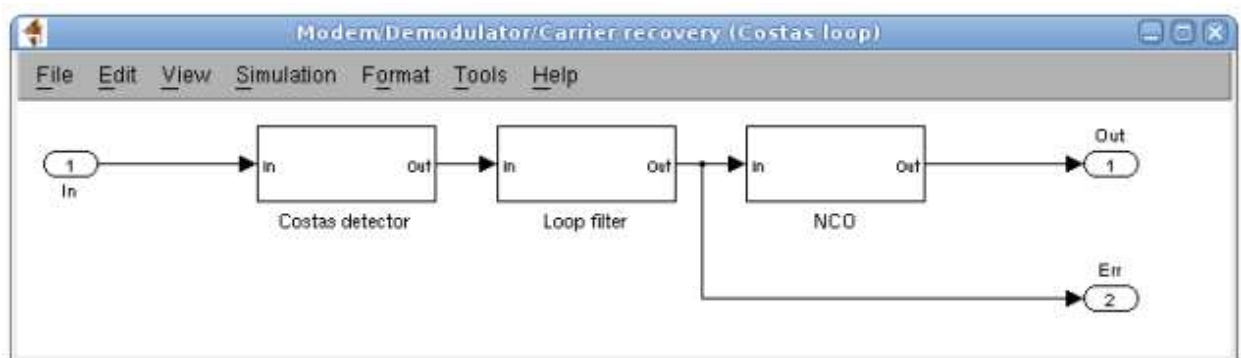 Modem/Demodulator/Carrier recovery (Costas loop)
File Edit View Simulation Format Tools Help
1
In
In Out
Costas detector
In Out
Loop filter
In Out
NCO
Out
1
Err
2